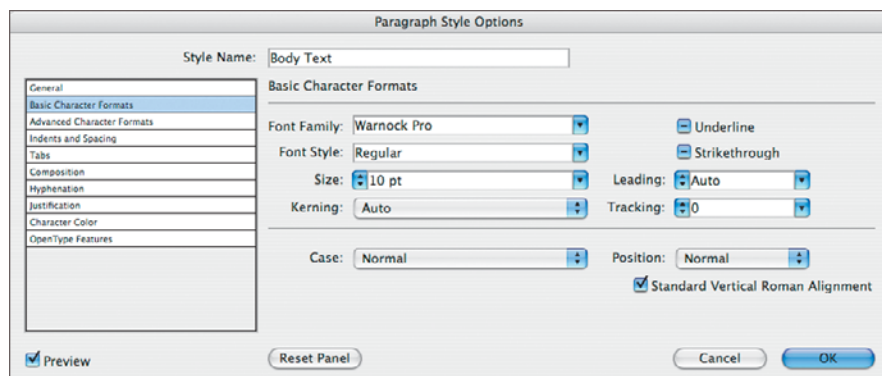 Paragraph Style Options
Style Name: Body Text
General
Basic Character Formats
Advanced Character Formats
Indents and Spacing
Tabs
Composition
Hyphenation
Justification
Character Color
OpenType Features
Basic Character Formats
Font Family: Warnock Pro
Underline
Font Style: Regular
Strikethrough
Size: 10 pt
Leading: Auto
Kerning: Auto
Tracking: 0
Case: Normal
Position: Normal
Standard Vertical Roman Alignment
Preview
Reset Panel
Cancel
OK